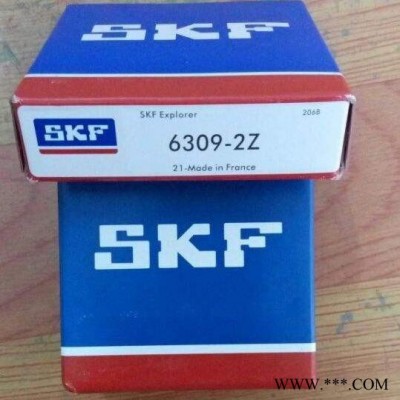 SKF
SKF Explorer 2068
SKF 6309-2Z
21-Made in France
SKF
WWW.***.COM